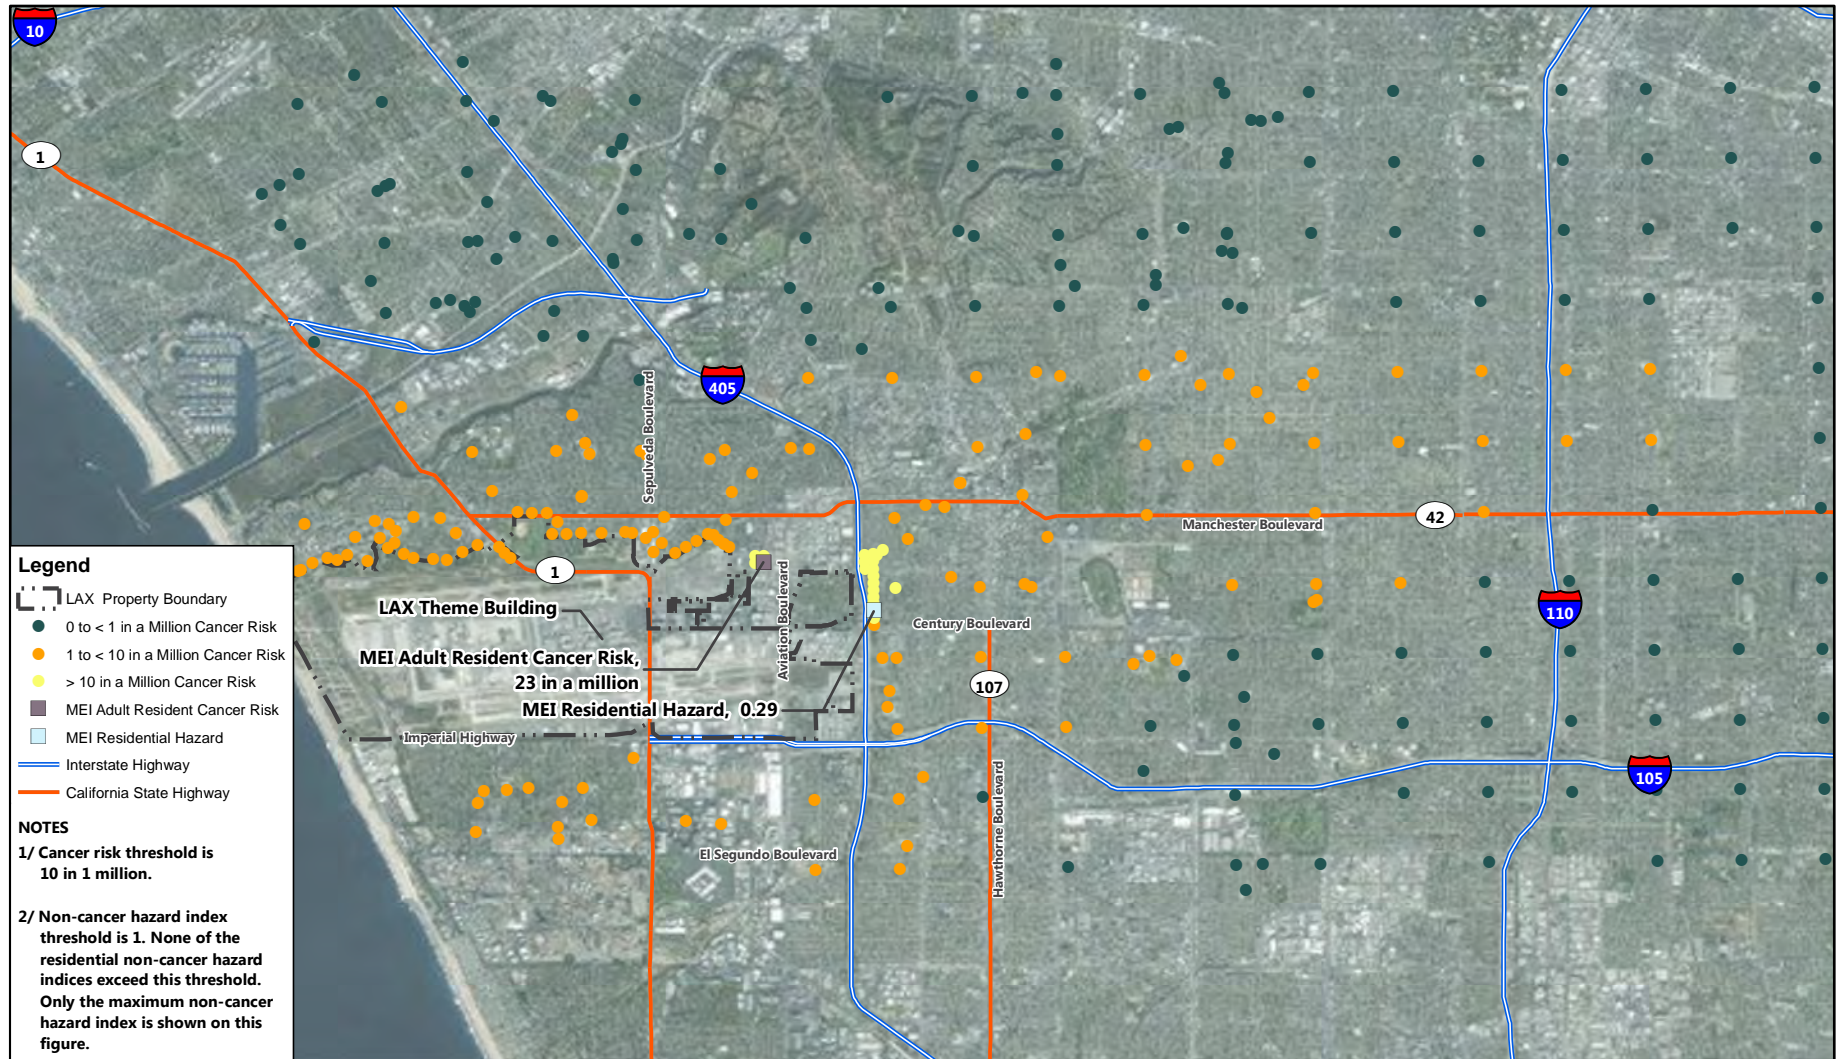 10
1
405
Sepulveda Boulevard
Manchester Boulevard
42
1
Aviation Boulevard
LAX Theme Building
Century Boulevard
110
MEI Adult Resident Cancer Risk,
23 in a million
107
MEI Residential Hazard, 0.29
Imperial Highway
105
Hawthorne Boulevard
El Segundo Boulevard
Legend
LAX Property Boundary
0 to < 1 in a Million Cancer Risk
1 to < 10 in a Million Cancer Risk
> 10 in a Million Cancer Risk
MEI Adult Resident Cancer Risk
MEI Residential Hazard
Interstate Highway
California State Highway
NOTES
1/ Cancer risk threshold is
10 in 1 million.
2/ Non-cancer hazard index
threshold is 1. None of the
residential non-cancer hazard
indices exceed this threshold.
Only the maximum non-cancer
hazard index is shown on this
figure.